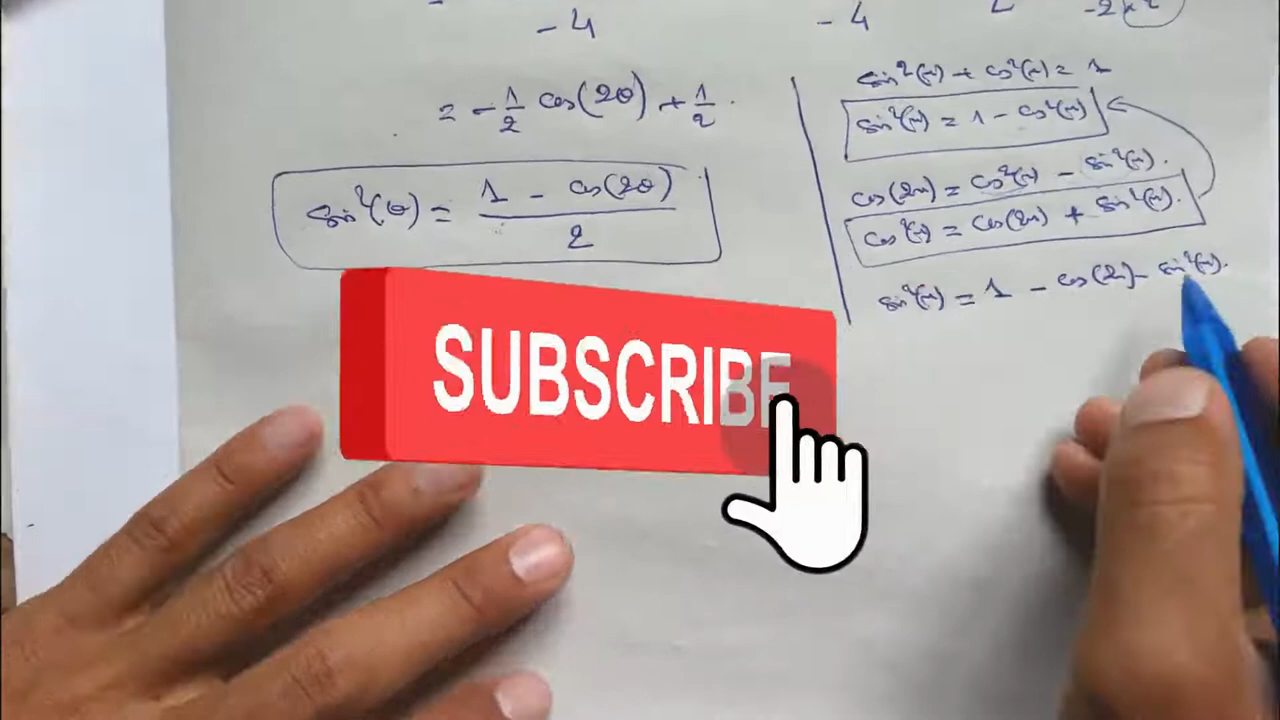 - 4
- 4
= - 1/2 cos(2θ) + 1/2 .
sin²(θ) = (1 - cos(2θ))/2
sin²(x) + cos²(x) = 1
sin²(x) = 1 - cos²(x)
cos(2x) = cos²(x) - sin²(x).
cos²(x) = cos(2x) + sin²(x).
sin²(x) = 1 - cos(2x) - sin²(x).
SUBSCRIBE